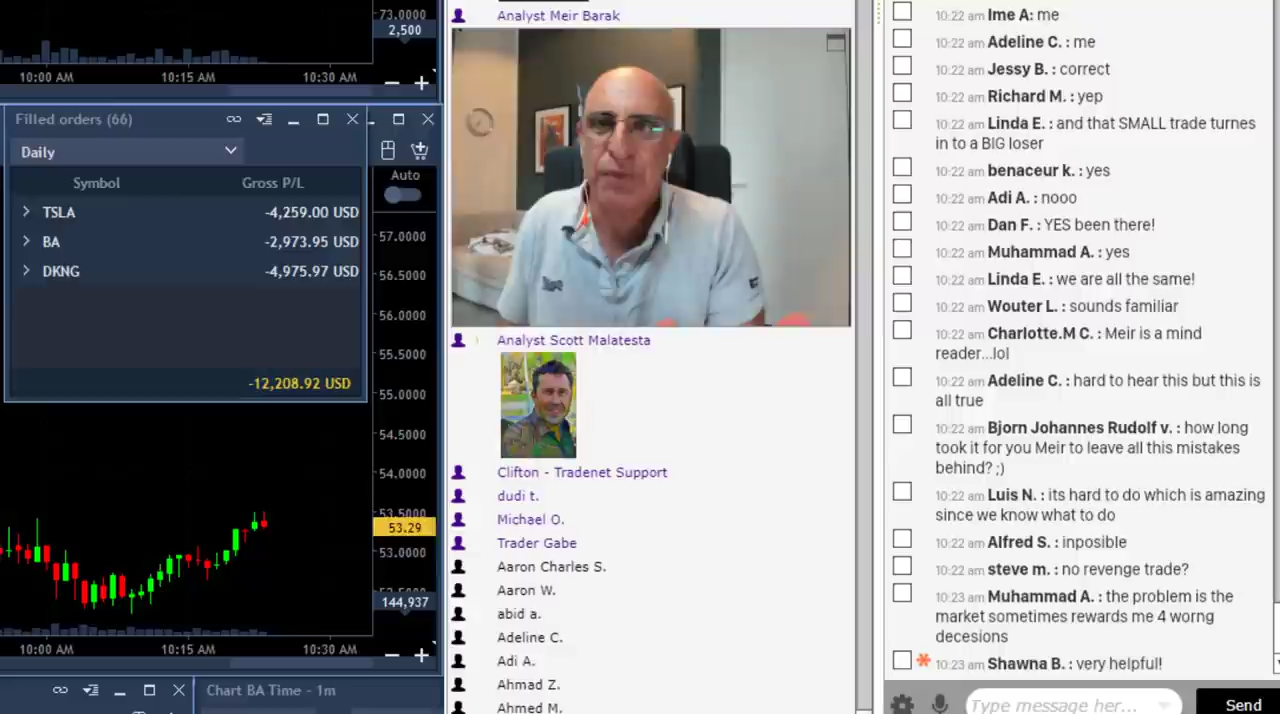 73.0000
2,500
10:00 AM 10:15 AM 10:30 AM
Filled orders (66)
Daily
Symbol Gross P/L
TSLA -4,259.00 USD
BA -2,973.95 USD
DKNG -4,975.97 USD
-12,208.92 USD
Auto
57.0000
56.5000
56.0000
55.5000
55.0000
54.5000
54.0000
53.5000
53.29
53.0000
144,937
10:00 AM 10:15 AM 10:30 AM
Chart BA Time - 1m
Analyst Meir Barak
Analyst Scott Malatesta
Clifton - Tradenet Support
dudi t.
Michael O.
Trader Gabe
Aaron Charles S.
Aaron W.
abid a.
Adeline C.
Adi A.
Ahmad Z.
Ahmed M.
10:22 am Ime A: me
10:22 am Adeline C. : me
10:22 am Jessy B. : correct
10:22 am Richard M. : yep
10:22 am Linda E. : and that SMALL trade turns
in to a BIG loser
10:22 am benaceur k. : yes
10:22 am Adi A. : nooo
10:22 am Dan F. : YES been there!
10:22 am Muhammad A. : yes
10:22 am Linda E. : we are all the same!
10:22 am Wouter L. : sounds familiar
10:22 am Charlotte.M C. : Meir is a mind
reader...lol
10:22 am Adeline C. : hard to hear this but this is
all true
10:22 am Bjorn Johannes Rudolf v. : how long
took it for you Meir to leave all this mistakes
behind? ;)
10:22 am Luis N. : its hard to do which is amazing
since we know what to do
10:22 am Alfred S. : inposible
10:22 am steve m. : no revenge trade?
10:23 am Muhammad A. : the problem is the
market sometimes rewards me 4 worng
decesions
10:23 am Shawna B. : very helpful!
Type message her...
Send